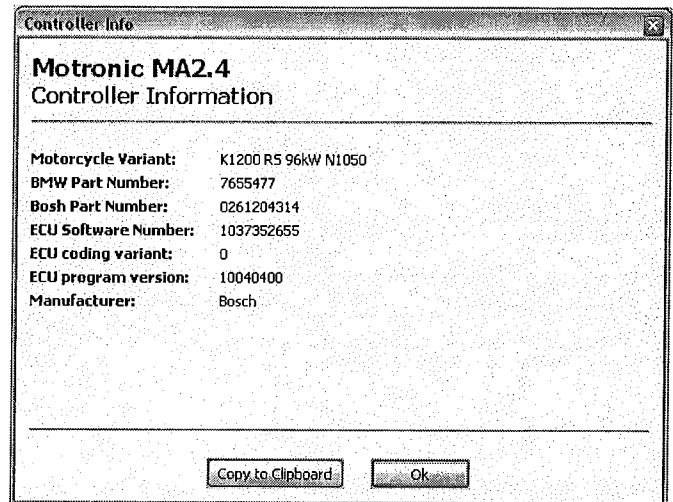 Controller Info
Motronic MA2.4
Controller Information
Motorcycle Variant: K1200 RS 96kW N1050
BMW Part Number: 7655477
Bosh Part Number: 0261204314
ECU Software Number: 1037352655
ECU coding variant: 0
ECU program version: 10040400
Manufacturer: Bosch
Copy to Clipboard Ok